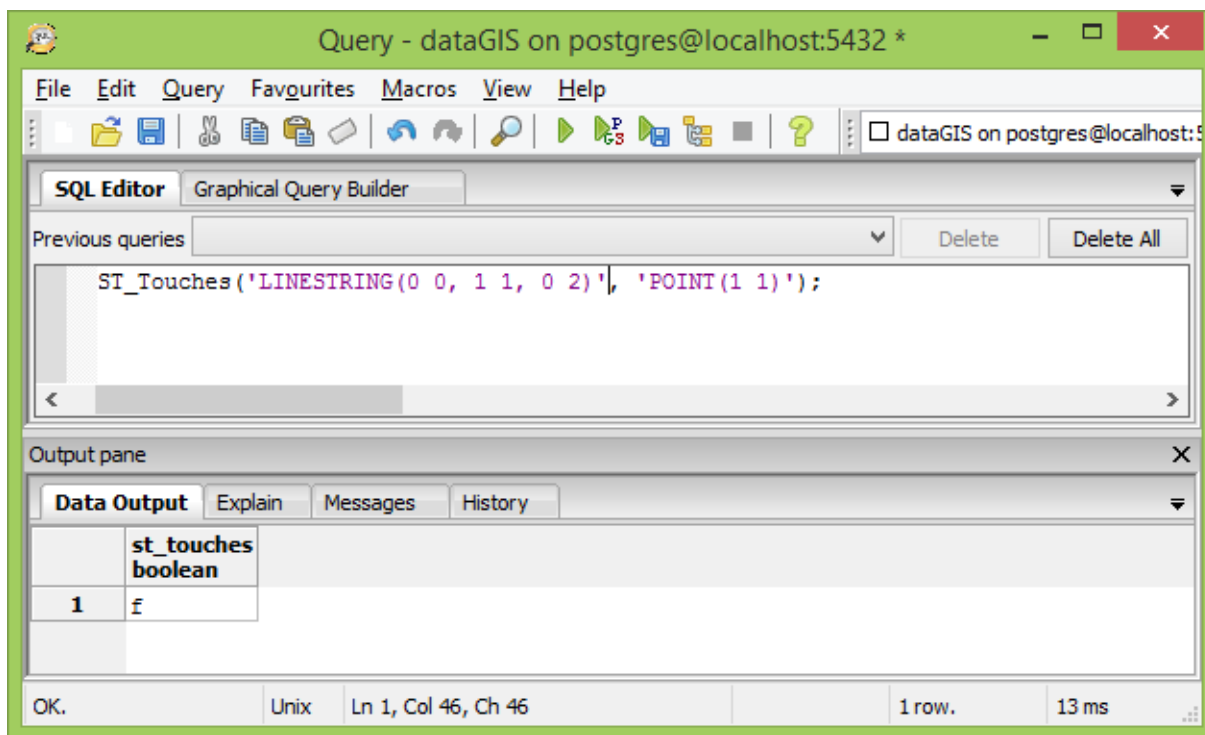 Query - dataGIS on postgres@localhost:5432 *
File Edit Query Favourites Macros View Help
dataGIS on postgres@localhost:5
SQL Editor Graphical Query Builder
Previous queries Delete Delete All
ST_Touches('LINESTRING(0 0, 1 1, 0 2)', 'POINT(1 1)');
Output pane
Data Output Explain Messages History
st_touches
boolean
1 f
OK. Unix Ln 1, Col 46, Ch 46 1 row. 13 ms